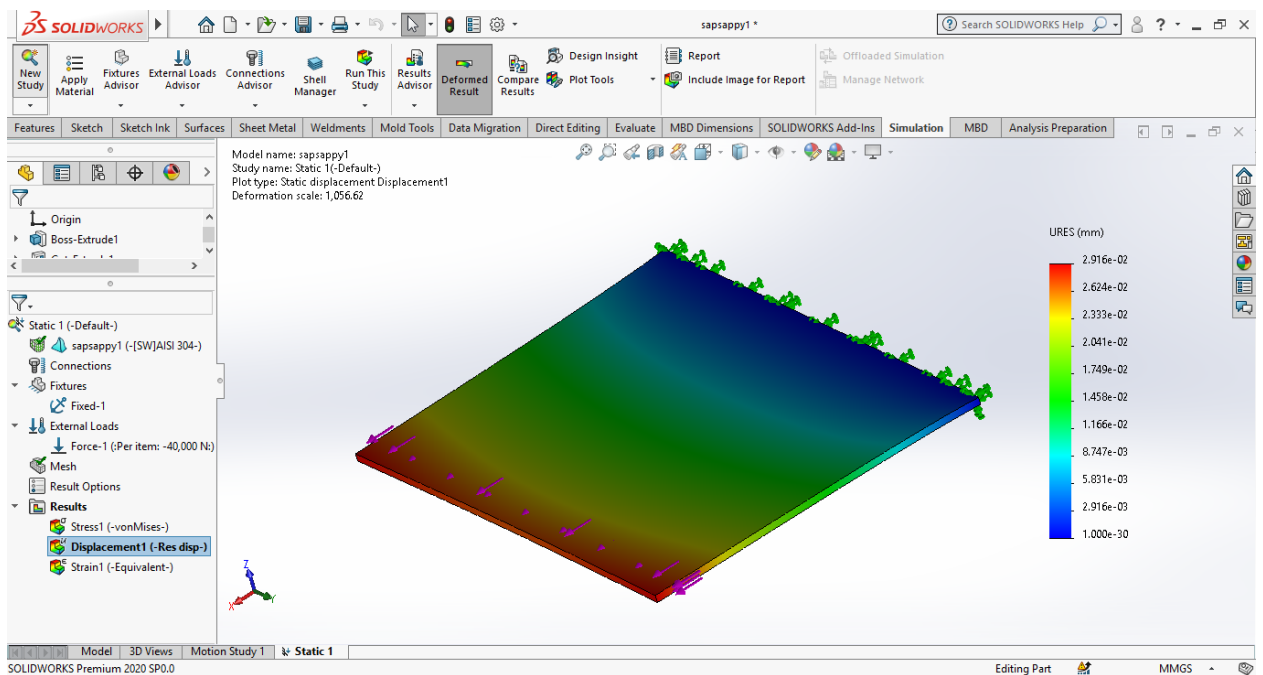 SOLIDWORKS
sapsappy1 *
Search SOLIDWORKS Help
New Study
Apply Material
Fixtures Advisor
External Loads Advisor
Connections Advisor
Shell Manager
Run This Study
Results Advisor
Deformed Result
Compare Results
Design Insight
Plot Tools
Report
Include Image for Report
Offloaded Simulation
Manage Network
Features Sketch Sketch Ink Surfaces Sheet Metal Weldments Mold Tools Data Migration Direct Editing Evaluate MBD Dimensions SOLIDWORKS Add-Ins Simulation MBD Analysis Preparation
Origin
Boss-Extrude1
Static 1 (-Default-)
sapsappy1 (-[SW]AISI 304-)
Connections
Fixtures
Fixed-1
External Loads
Force-1 (:Per item: -40,000 N:)
Mesh
Result Options
Results
Stress1 (-vonMises-)
Displacement1 (-Res disp-)
Strain1 (-Equivalent-)
Model name: sapsappy1
Study name: Static 1(-Default-)
Plot type: Static displacement Displacement1
Deformation scale: 1,056.62
URES (mm)
2.916e-02
2.624e-02
2.333e-02
2.041e-02
1.749e-02
1.458e-02
1.166e-02
8.747e-03
5.831e-03
2.916e-03
1.000e-30
Z
X
Y
Model 3D Views Motion Study 1 Static 1
SOLIDWORKS Premium 2020 SP0.0
Editing Part
MMGS